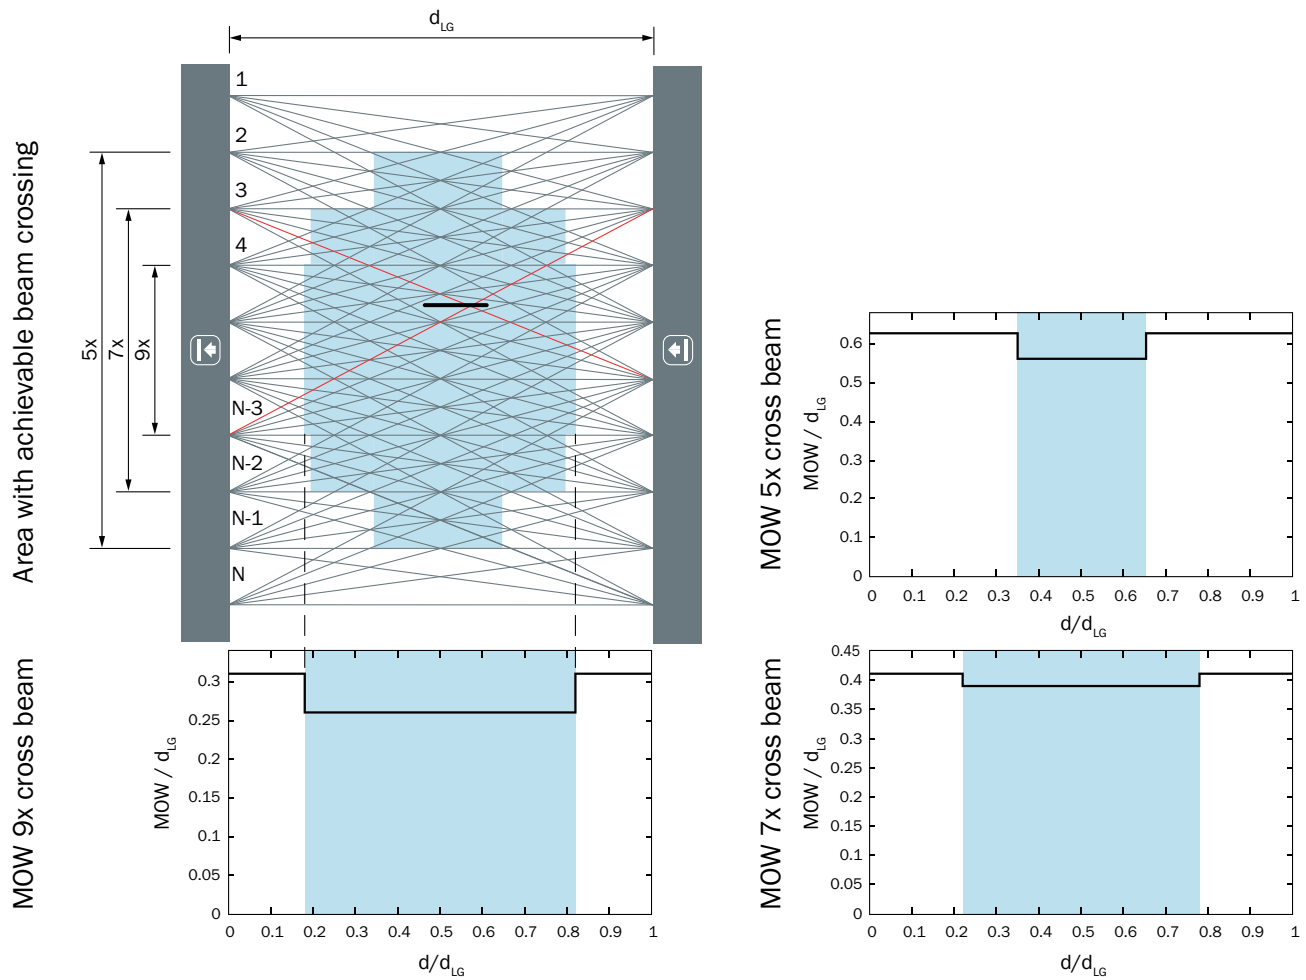 d_LG
Area with achievable beam crossing
5x
7x
9x
1
2
3
4
N-3
N-2
N-1
N
MOW 5x cross beam
MOW / d_LG
0.6
0.5
0.4
0.3
0.2
0.1
0
0 0.1 0.2 0.3 0.4 0.5 0.6 0.7 0.8 0.9 1
d/d_LG
MOW 9x cross beam
MOW / d_LG
0.3
0.25
0.2
0.15
0.1
0.05
0
0 0.1 0.2 0.3 0.4 0.5 0.6 0.7 0.8 0.9 1
d/d_LG
MOW 7x cross beam
MOW / d_LG
0.45
0.4
0.35
0.3
0.25
0.2
0.15
0.1
0.05
0
0 0.1 0.2 0.3 0.4 0.5 0.6 0.7 0.8 0.9 1
d/d_LG